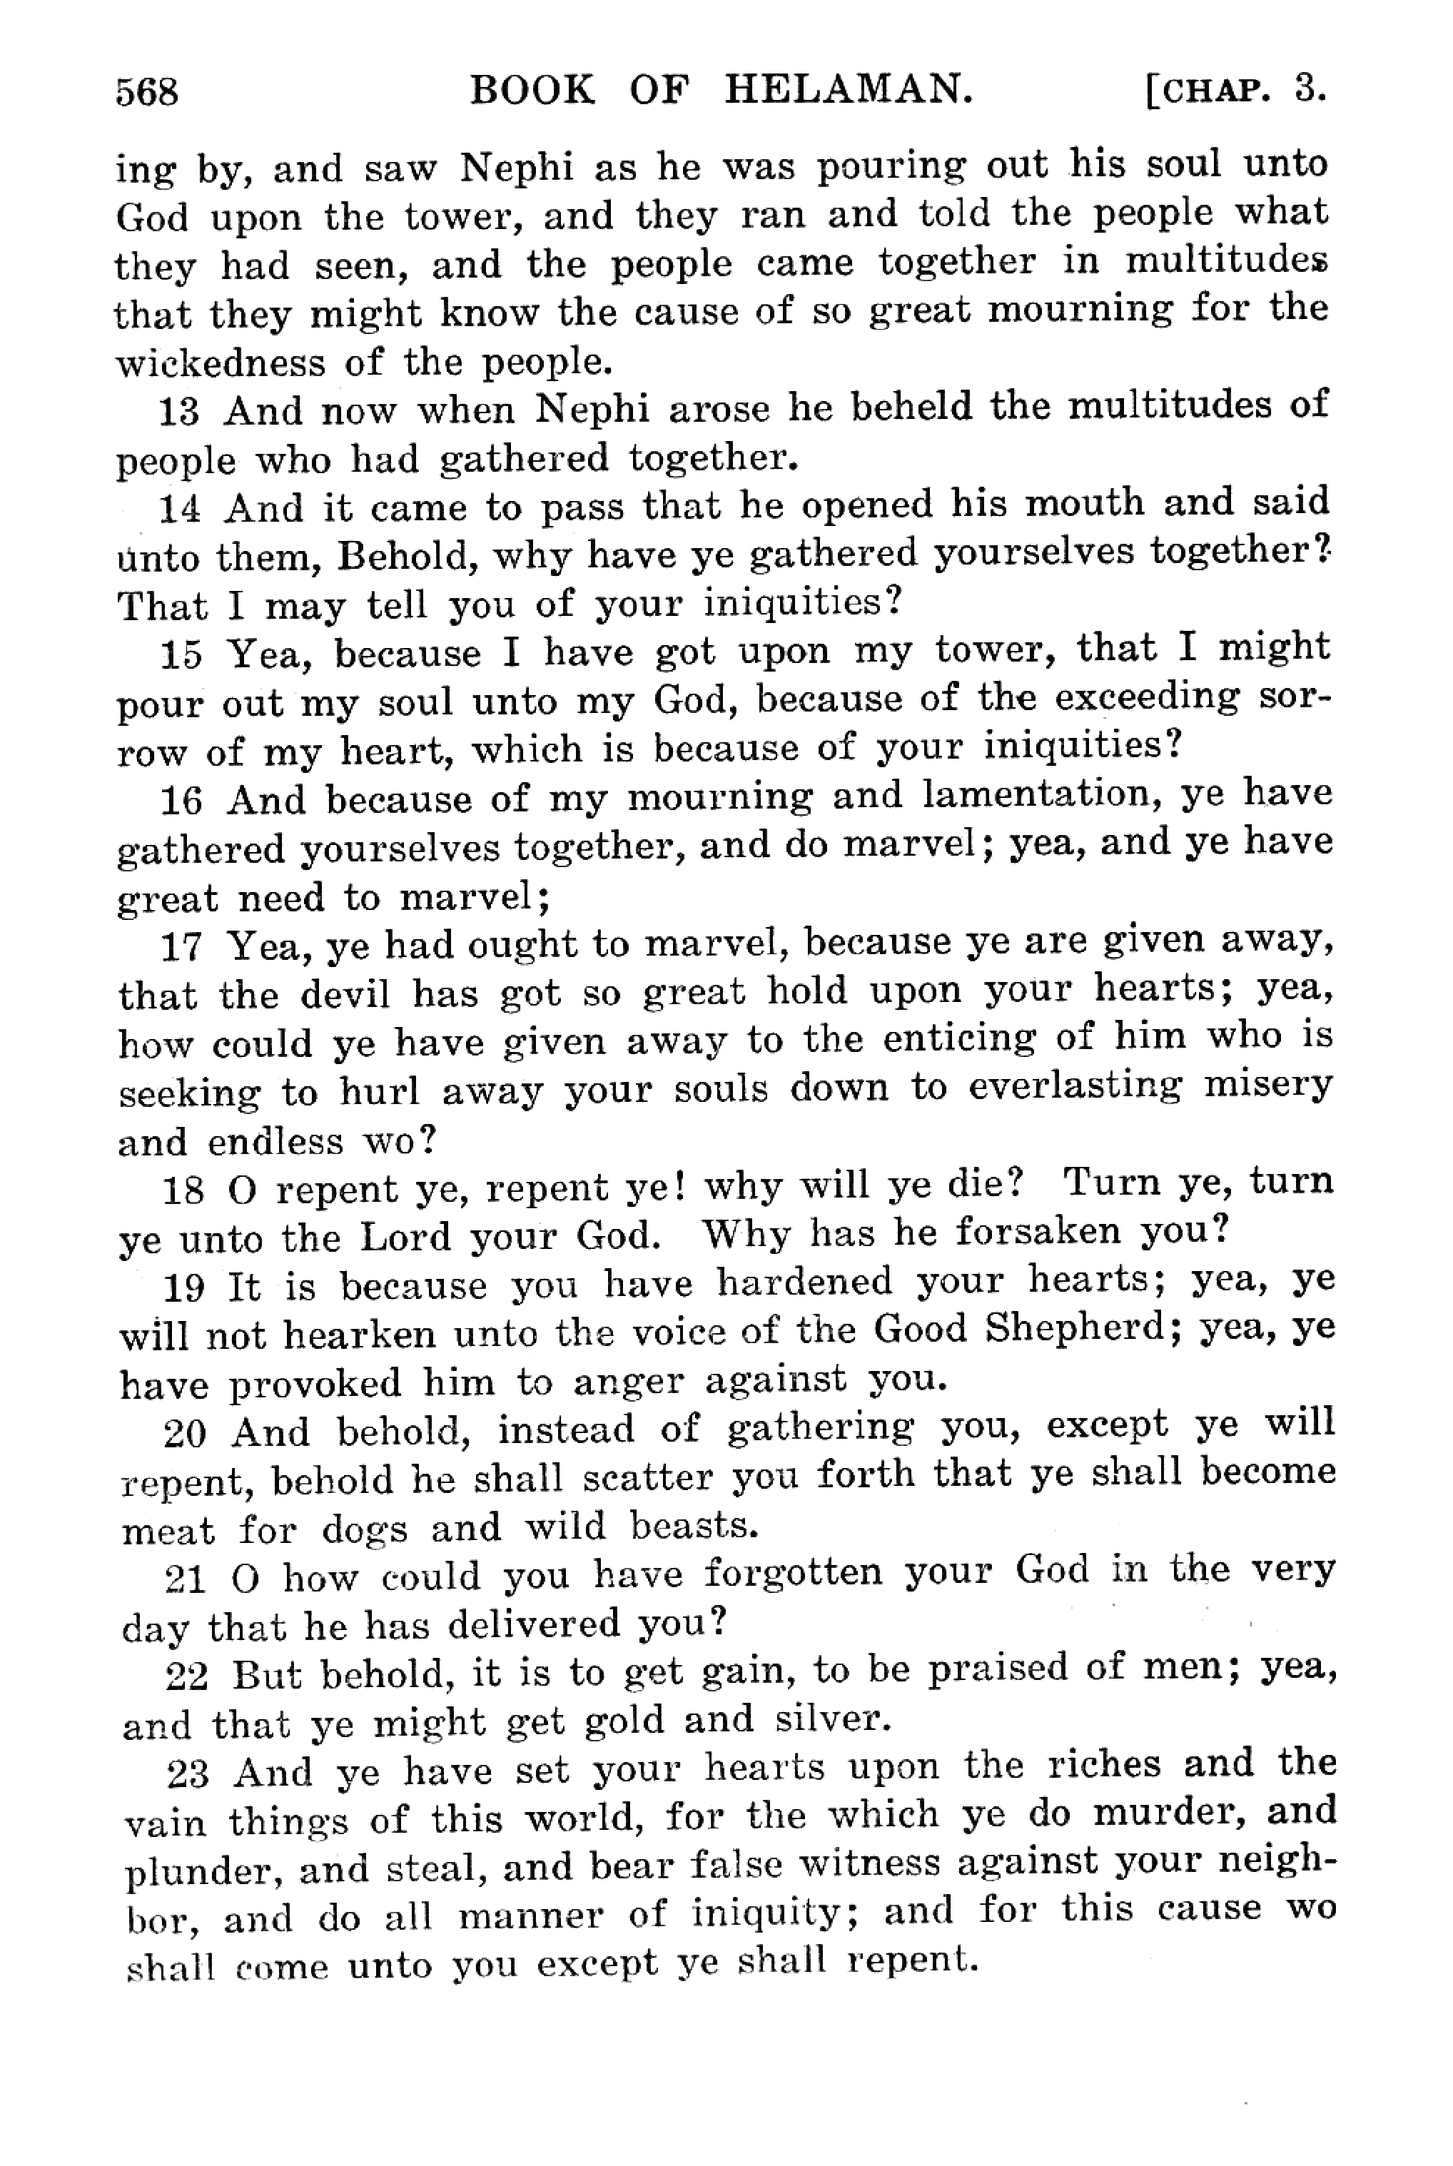 568 BOOK OF HELAMAN. [CHAP. 3.
ing by, and saw Nephi as he was pouring out his soul unto
God upon the tower, and they ran and told the people what
they had seen, and the people came together in multitudes
that they might know the cause of so great mourning for the
wickedness of the people.
13 And now when Nephi arose he beheld the multitudes of
people who had gathered together.
14 And it came to pass that he opened his mouth and said
unto them, Behold, why have ye gathered yourselves together?
That I may tell you of your iniquities?
15 Yea, because I have got upon my tower, that I might
pour out my soul unto my God, because of the exceeding sor-
row of my heart, which is because of your iniquities?
16 And because of my mourning and lamentation, ye have
gathered yourselves together, and do marvel; yea, and ye have
great need to marvel;
17 Yea, ye had ought to marvel, because ye are given away,
that the devil has got so great hold upon your hearts; yea,
how could ye have given away to the enticing of him who is
seeking to hurl away your souls down to everlasting misery
and endless wo?
18 O repent ye, repent ye! why will ye die? Turn ye, turn
ye unto the Lord your God. Why has he forsaken you?
19 It is because you have hardened your hearts; yea, ye
will not hearken unto the voice of the Good Shepherd; yea, ye
have provoked him to anger against you.
20 And behold, instead of gathering you, except ye will
repent, behold he shall scatter you forth that ye shall become
meat for dogs and wild beasts.
21 O how could you have forgotten your God in the very
day that he has delivered you?
22 But behold, it is to get gain, to be praised of men; yea,
and that ye might get gold and silver.
23 And ye have set your hearts upon the riches and the
vain things of this world, for the which ye do murder, and
plunder, and steal, and bear false witness against your neigh-
bor, and do all manner of iniquity; and for this cause wo
shall come unto you except ye shall repent.